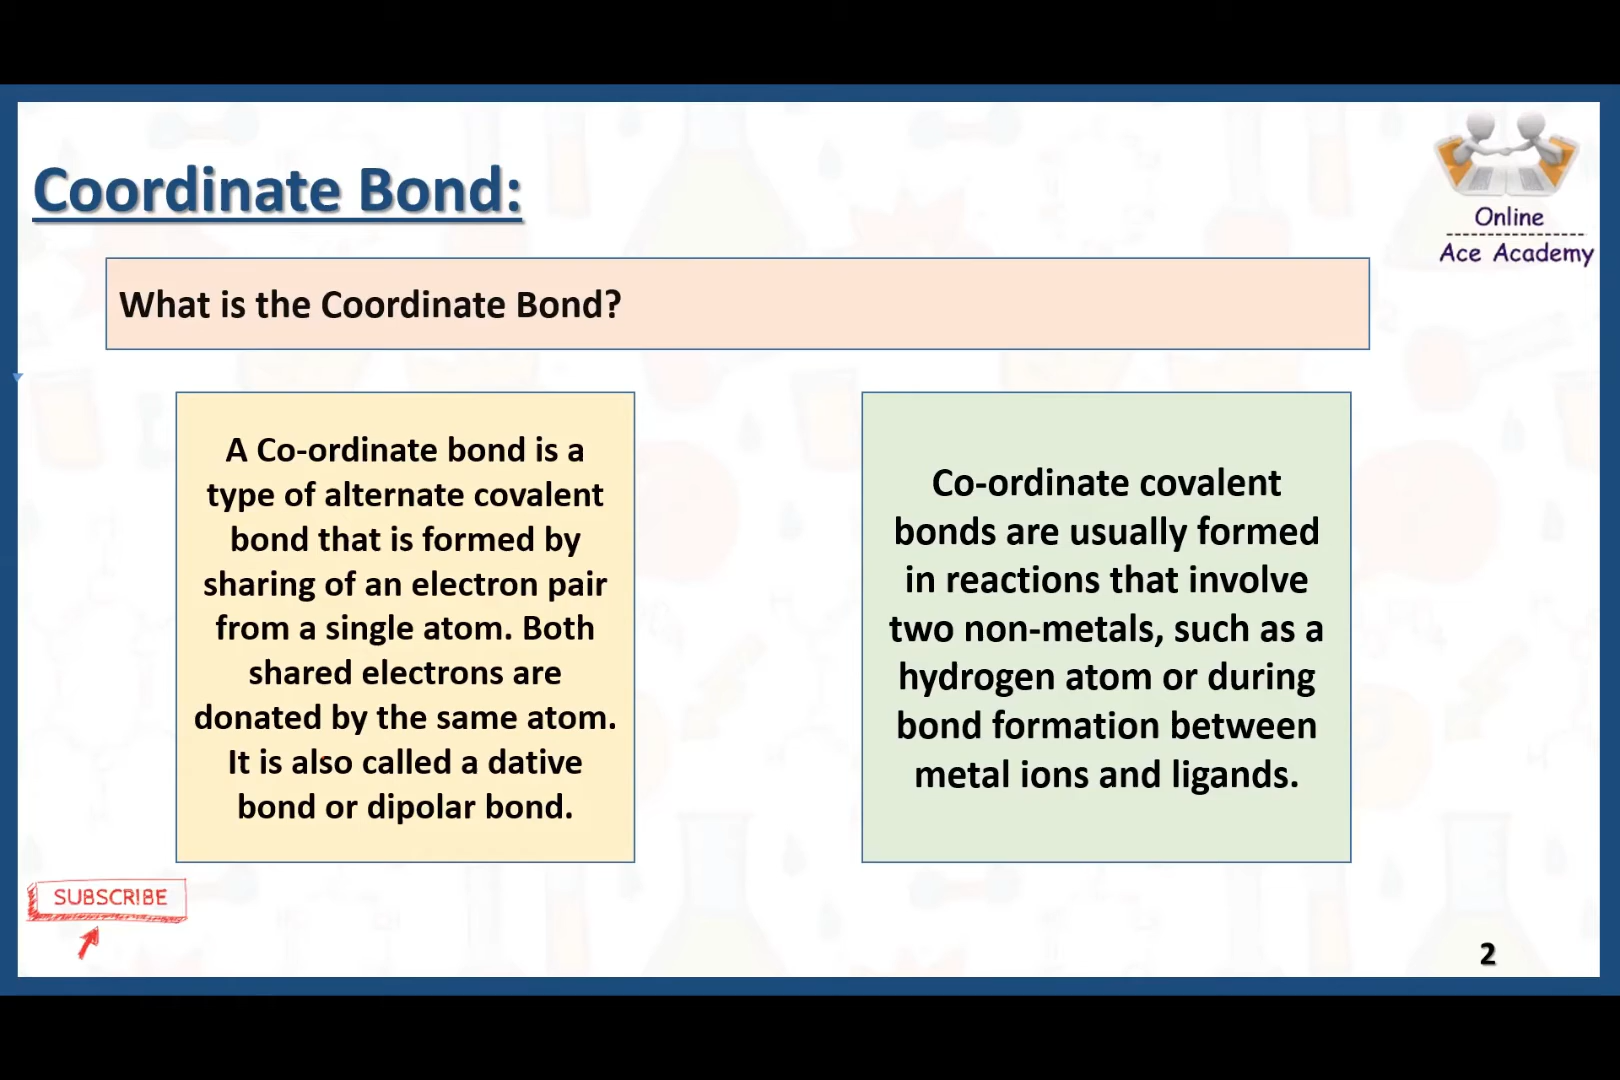 Coordinate Bond:
Online
Ace Academy
What is the Coordinate Bond?
A Co-ordinate bond is a
type of alternate covalent
bond that is formed by
sharing of an electron pair
from a single atom. Both
shared electrons are
donated by the same atom.
It is also called a dative
bond or dipolar bond.
Co-ordinate covalent
bonds are usually formed
in reactions that involve
two non-metals, such as a
hydrogen atom or during
bond formation between
metal ions and ligands.
SUBSCRIBE
2